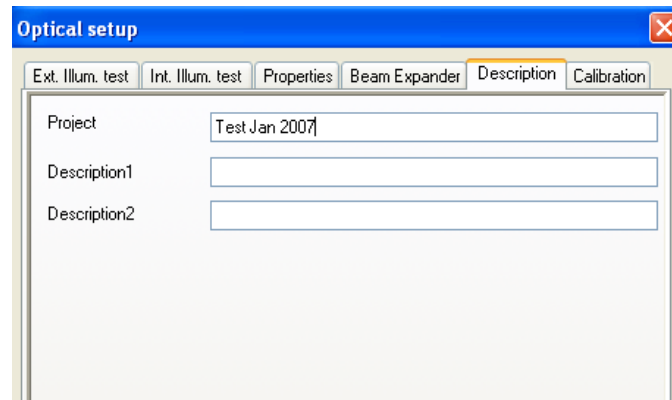 Optical setup
Ext. Illum. test Int. Illum. test Properties Beam Expander Description Calibration
Project Test Jan 2007
Description1
Description2